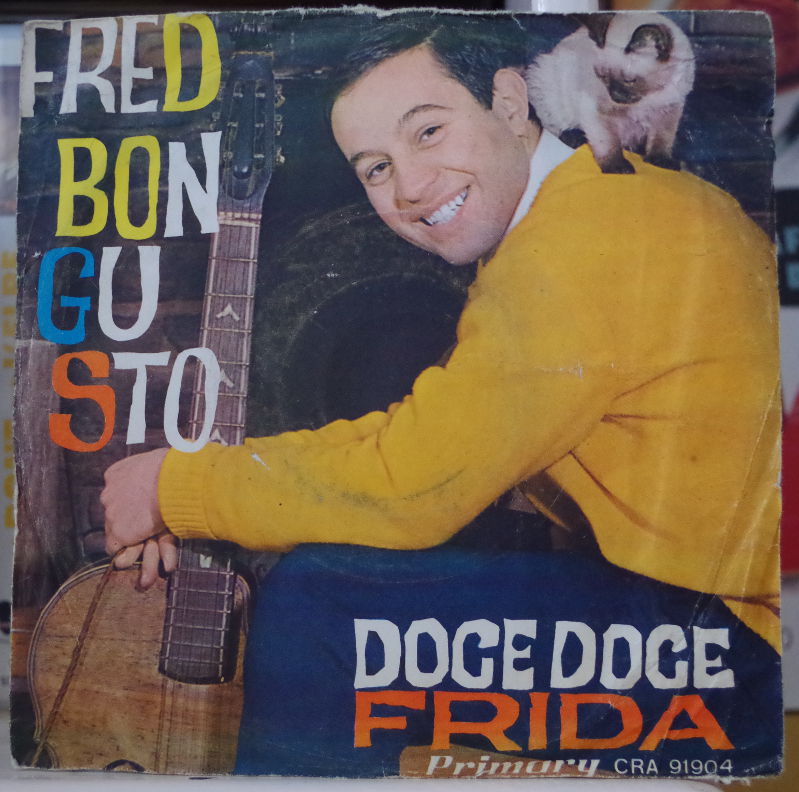 FRED
BON
GU
STO
DOCE DOCE
FRIDA
Primary CRA 91904